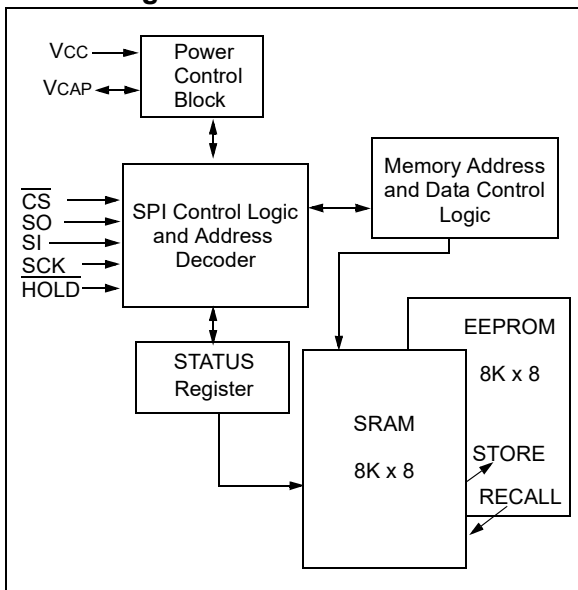 VCC
VCAP
Power
Control
Block
CS
SO
SI
SCK
HOLD
SPI Control Logic
and Address
Decoder
Memory Address
and Data Control
Logic
STATUS
Register
SRAM
8K x 8
EEPROM
8K x 8
STORE
RECALL